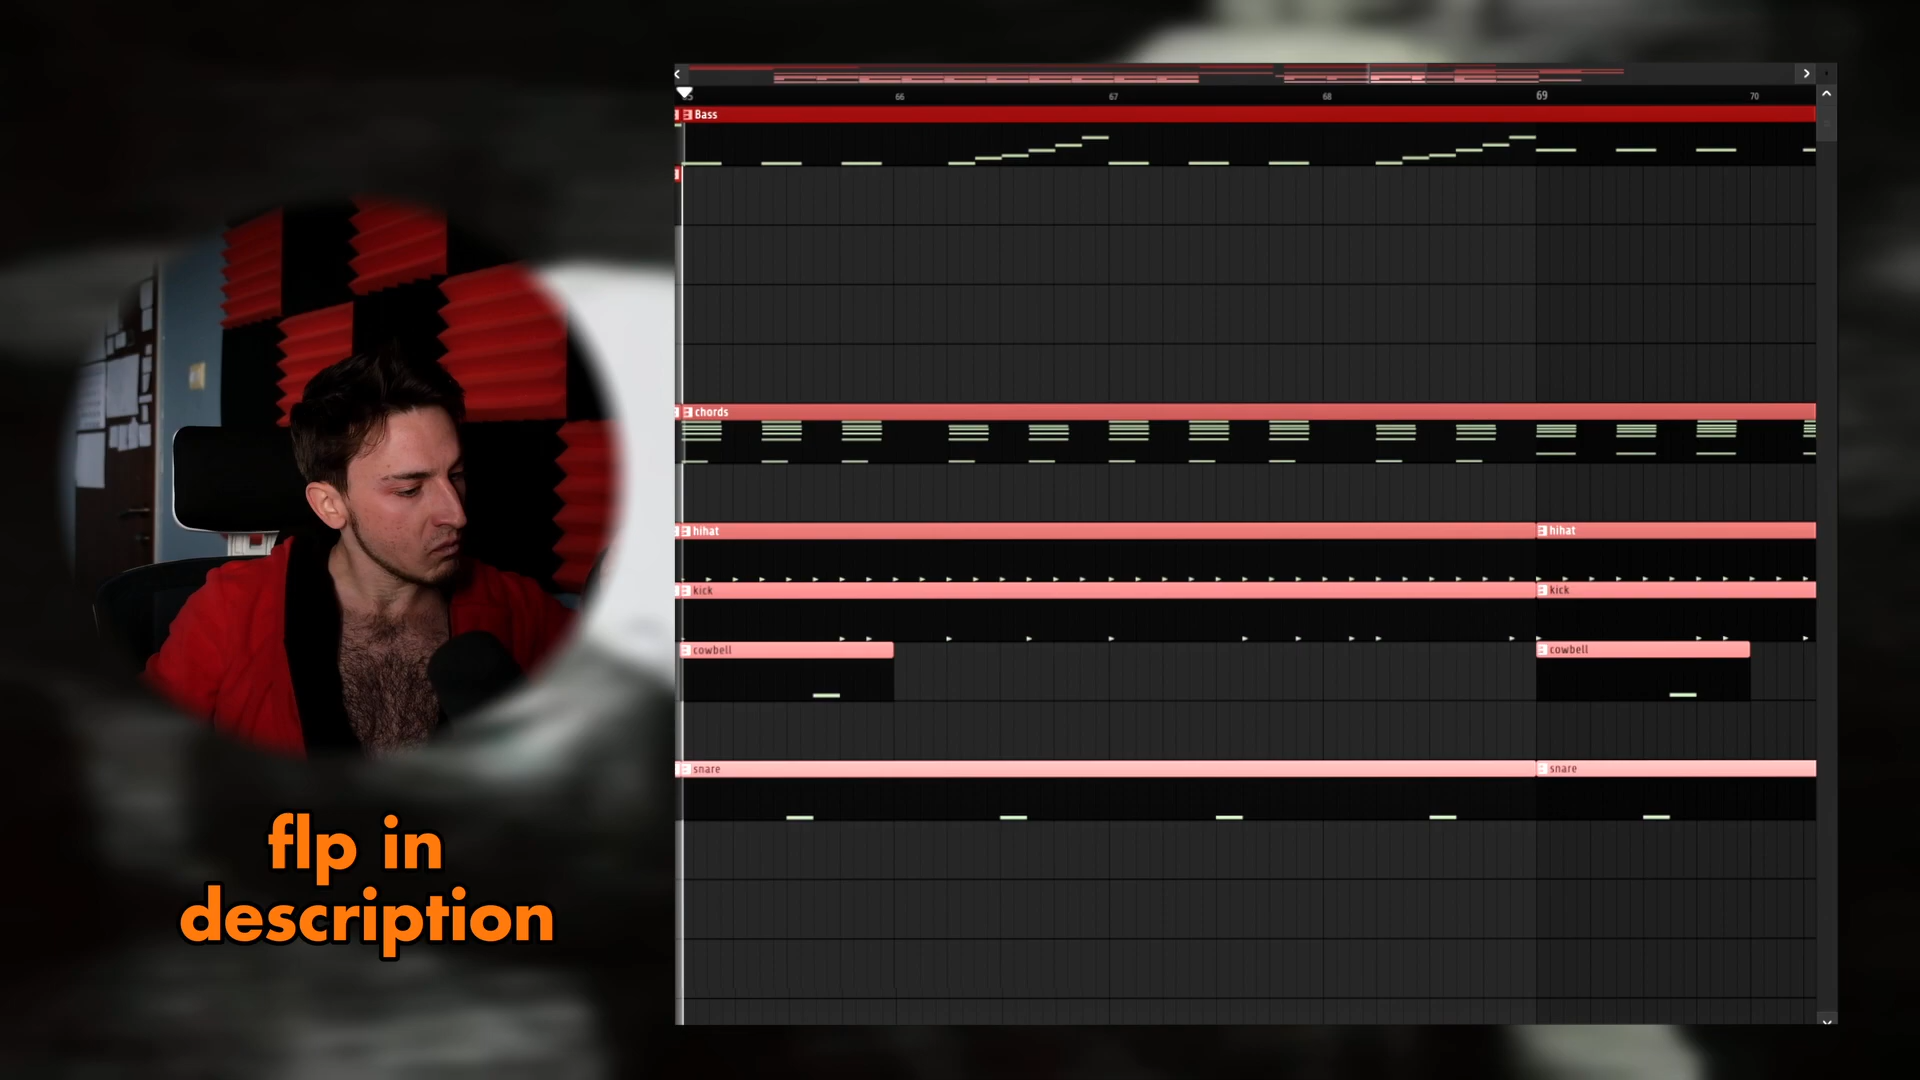 66 67 68 69 70
Bass
chords
hihat hihat
kick kick
cowbell cowbell
snare snare
flp in
description